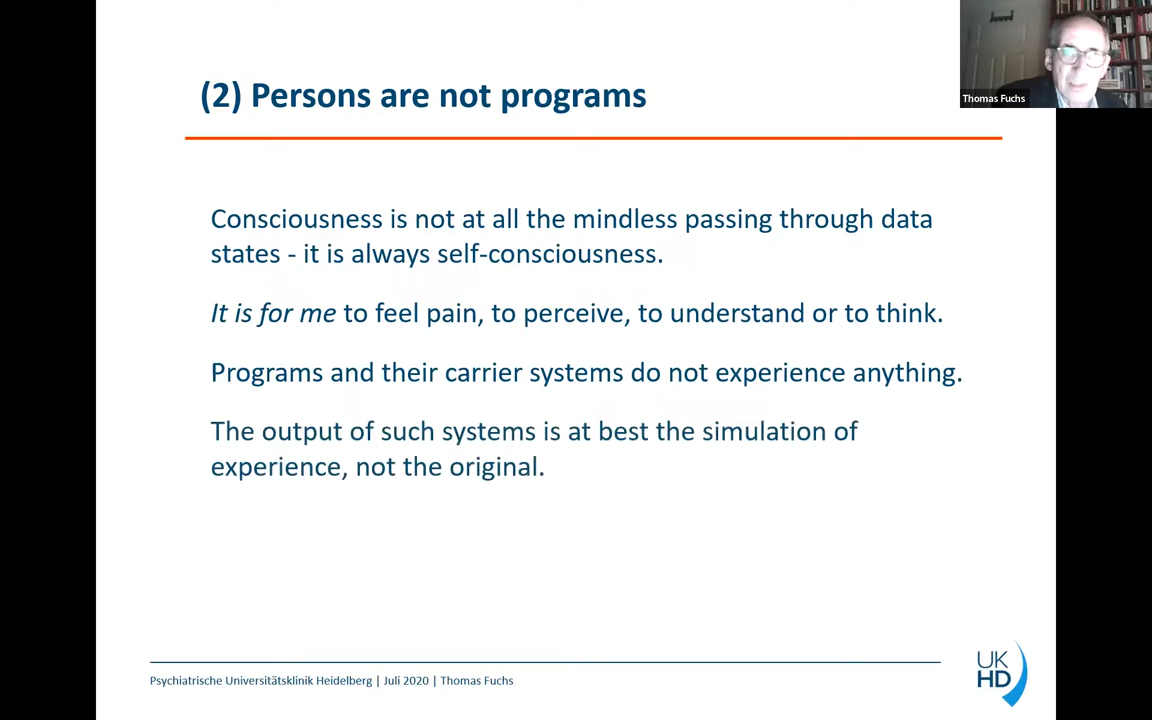 (2) Persons are not programs
Thomas Fuchs
Consciousness is not at all the mindless passing through data
states - it is always self-consciousness.
It is for me to feel pain, to perceive, to understand or to think.
Programs and their carrier systems do not experience anything.
The output of such systems is at best the simulation of
experience, not the original.
Psychiatrische Universitätsklinik Heidelberg | Juli 2020 | Thomas Fuchs
UK
HD